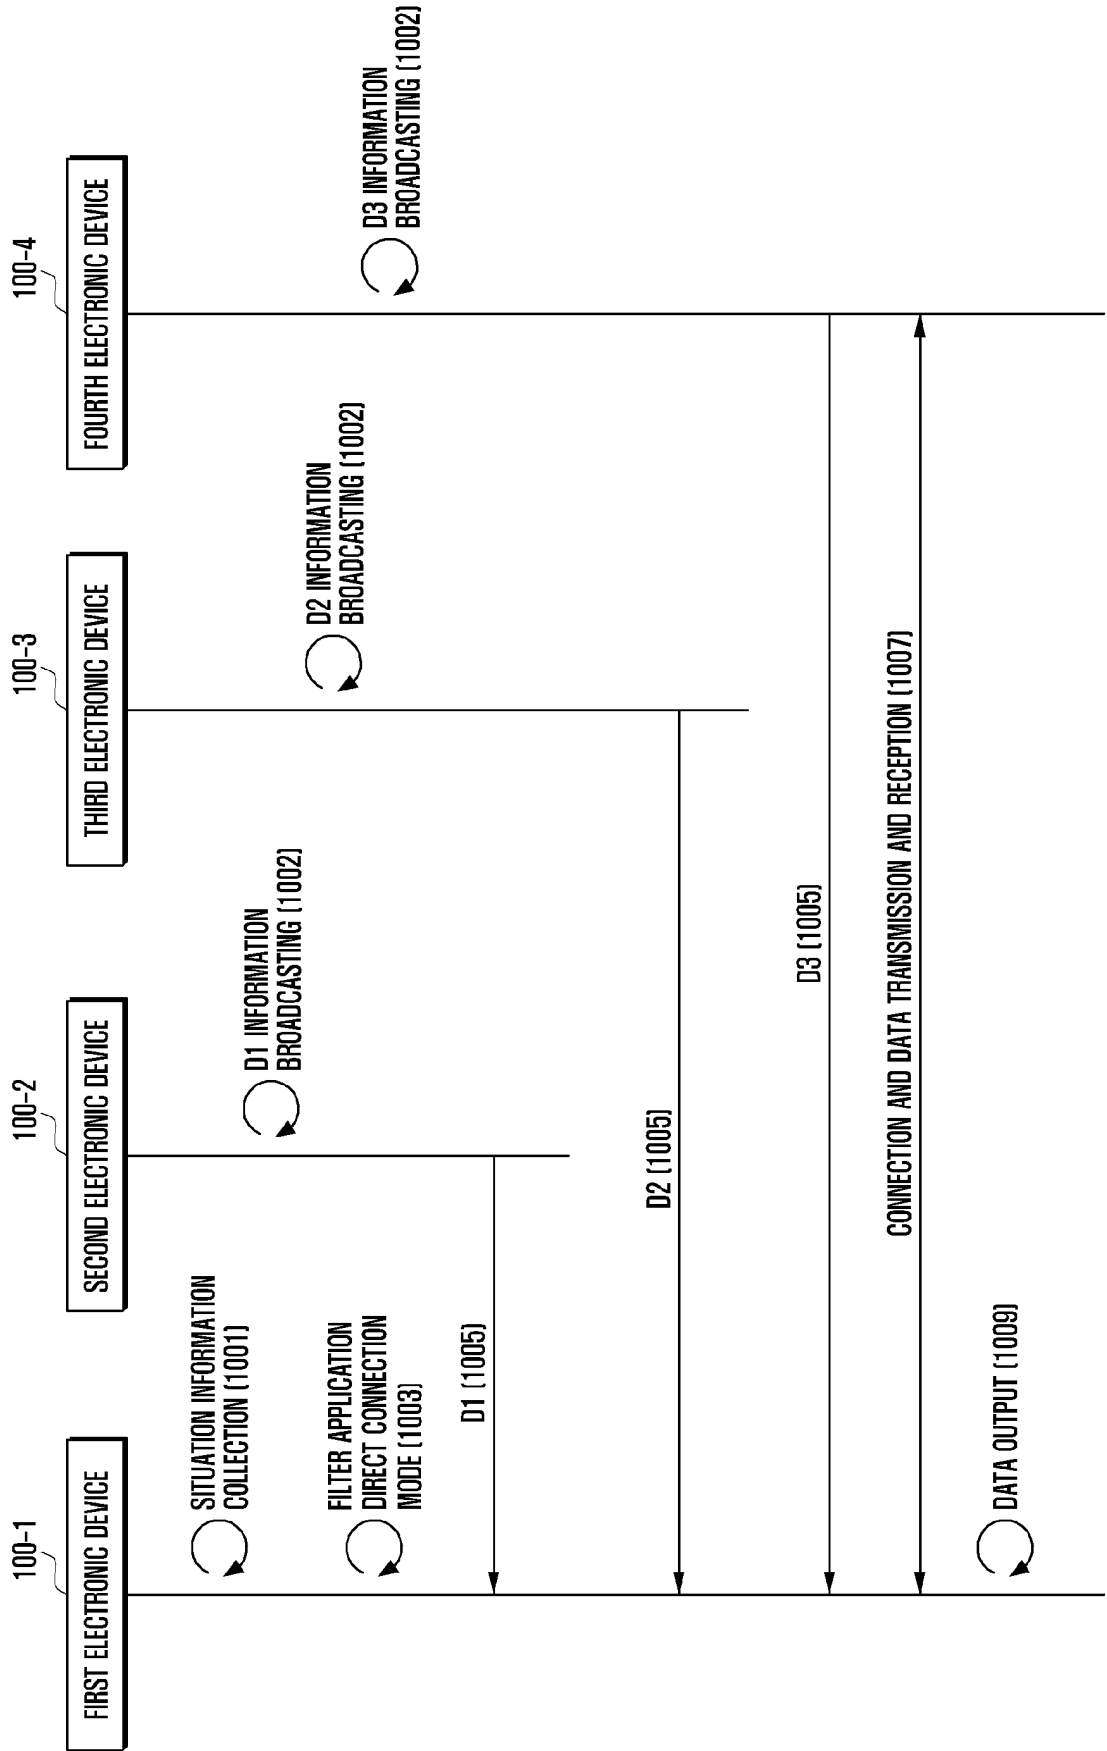 100-1
100-2
100-3
100-4
FIRST ELECTRONIC DEVICE
SECOND ELECTRONIC DEVICE
THIRD ELECTRONIC DEVICE
FOURTH ELECTRONIC DEVICE
SITUATION INFORMATION
COLLECTION (1001)
D1 INFORMATION
BROADCASTING (1002)
D2 INFORMATION
BROADCASTING (1002)
D3 INFORMATION
BROADCASTING (1002)
FILTER APPLICATION
DIRECT CONNECTION
MODE (1003)
D1 (1005)
D2 (1005)
D3 (1005)
CONNECTION AND DATA TRANSMISSION AND RECEPTION (1007)
DATA OUTPUT (1009)